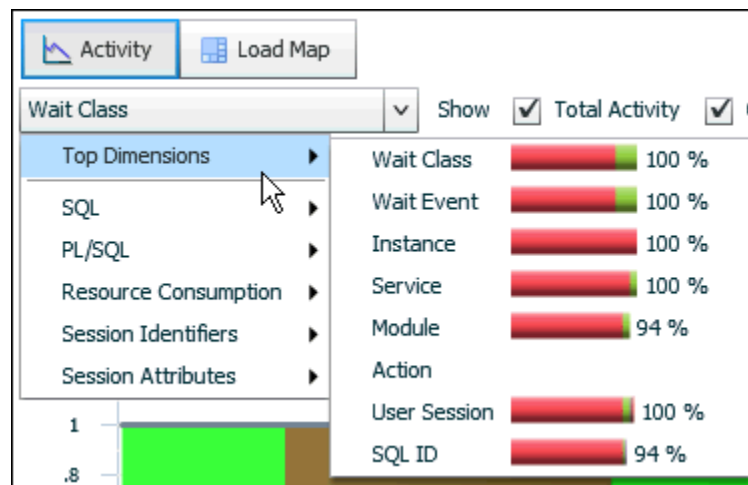 Activity Load Map
Wait Class Show Total Activity
Top Dimensions
SQL
PL/SQL
Resource Consumption
Session Identifiers
Session Attributes
Wait Class 100 %
Wait Event 100 %
Instance 100 %
Service 100 %
Module 94 %
Action
User Session 100 %
SQL ID 94 %
1
.8